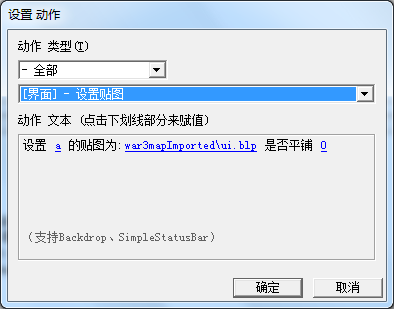 设置 动作
动作 类型(T)
- 全部
[界面] - 设置贴图
动作 文本 (点击下划线部分来赋值)
设置 a 的贴图为:war3mapImported\ui.blp 是否平铺 0
(支持Backdrop、SimpleStatusBar)
确定 取消